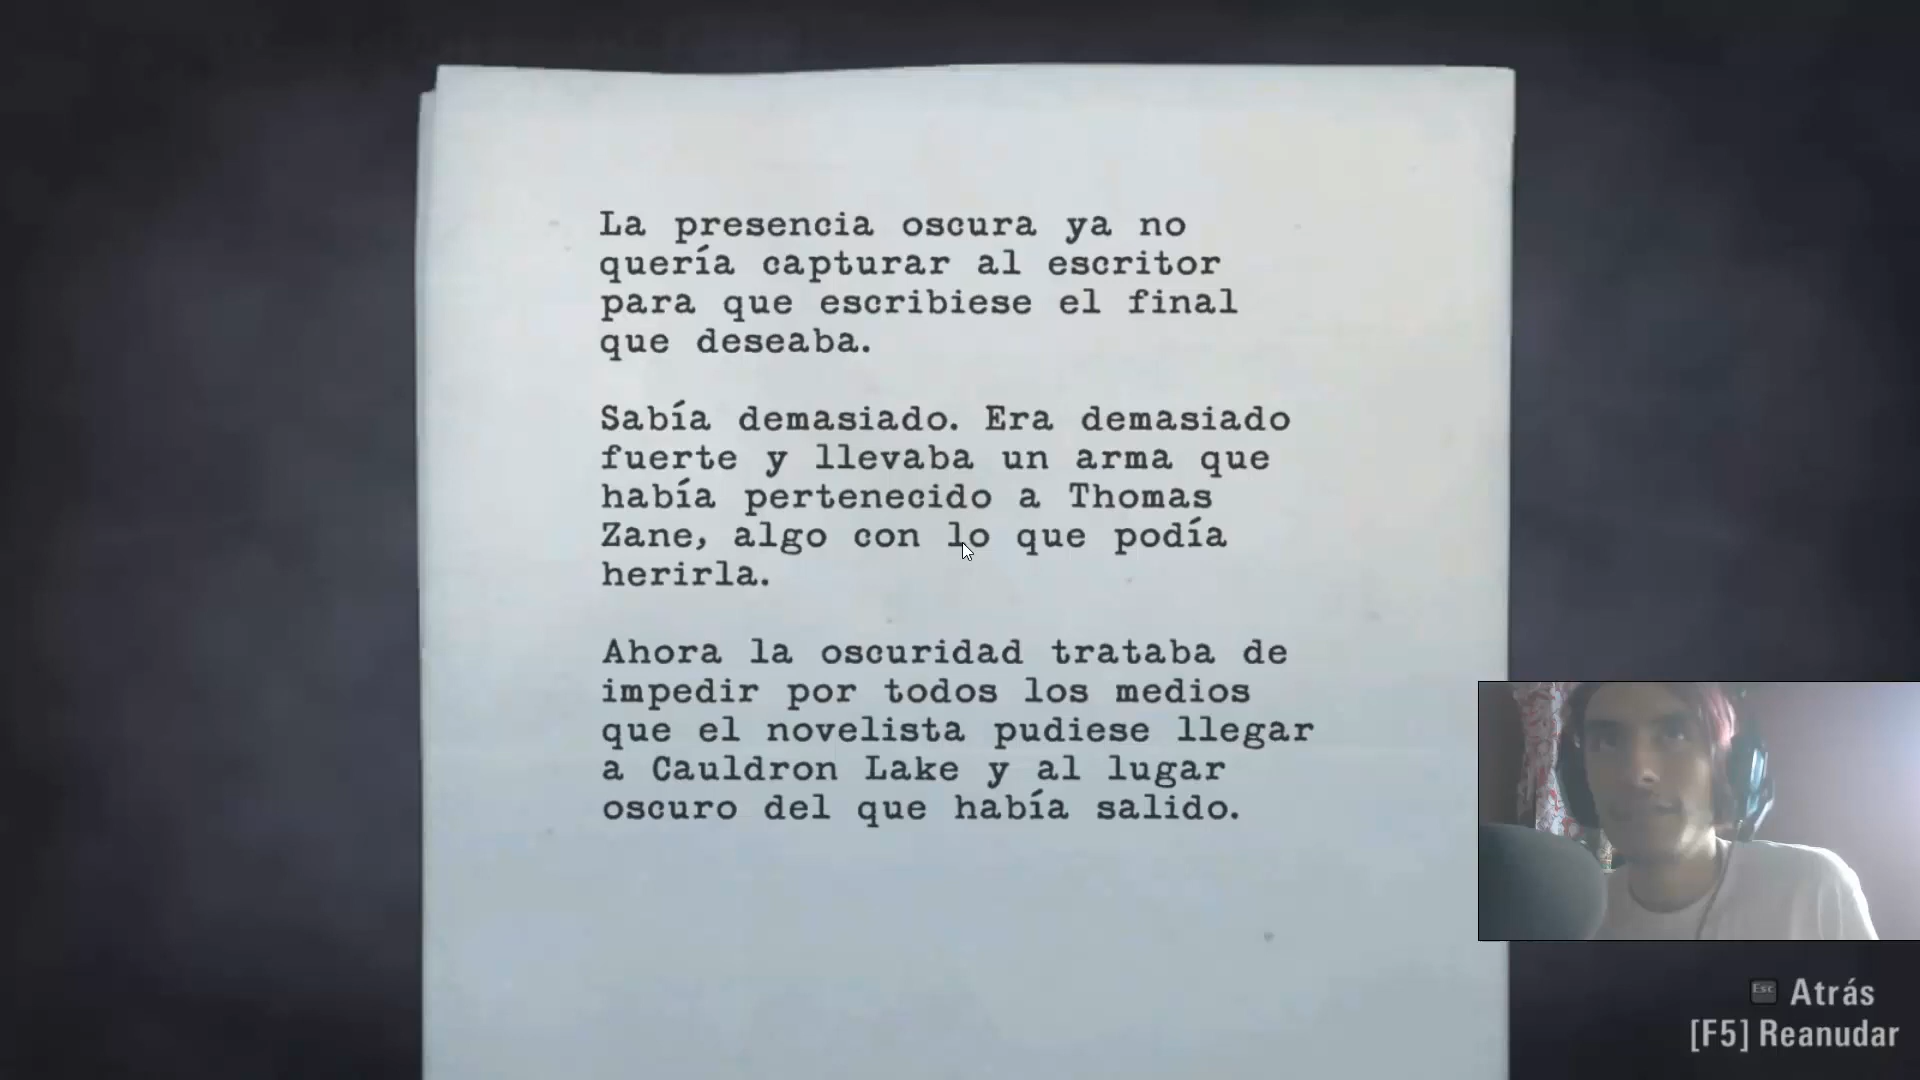 La presencia oscura ya no
quería capturar al escritor
para que escribiese el final
que deseaba.
Sabía demasiado. Era demasiado
fuerte y llevaba un arma que
había pertenecido a Thomas
Zane, algo con lo que podía
herirla.
Ahora la oscuridad trataba de
impedir por todos los medios
que el novelista pudiese llegar
a Cauldron Lake y al lugar
oscuro del que había salido.
Esc Atrás
[F5] Reanudar